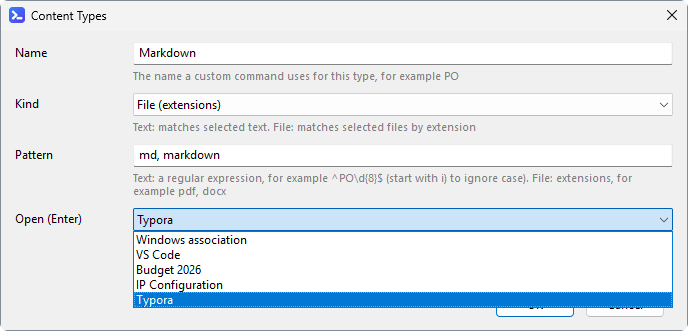 Content Types
Name
Markdown
The name a custom command uses for this type, for example PO
Kind
File (extensions)
Text: matches selected text. File: matches selected files by extension
Pattern
md, markdown
Text: a regular expression, for example ^PO\d{8}$ (start with i) to ignore case). File: extensions, for
example pdf, docx
Open (Enter)
Typora
Windows association
VS Code
Budget 2026
IP Configuration
Typora